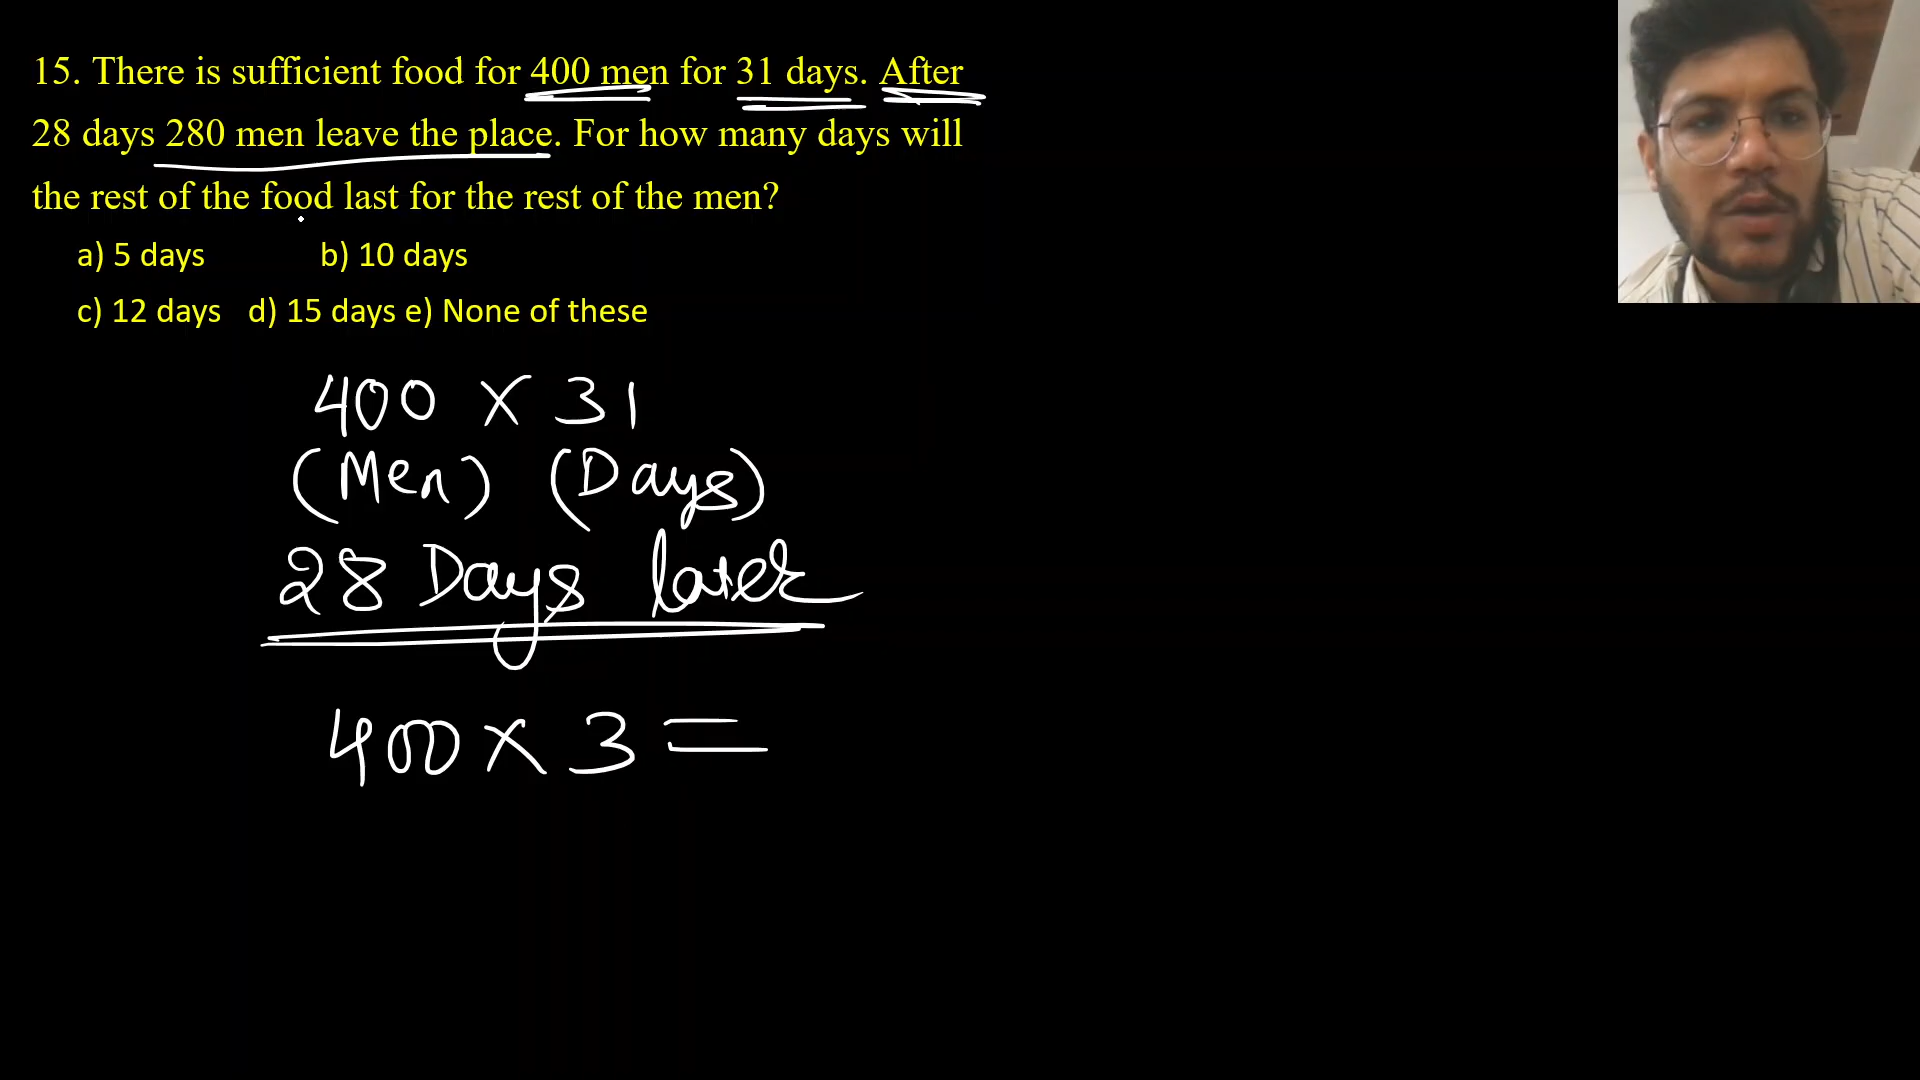 15. There is sufficient food for 400 men for 31 days. After
28 days 280 men leave the place. For how many days will
the rest of the food last for the rest of the men?
a) 5 days b) 10 days
c) 12 days d) 15 days e) None of these
400 X 31
(Men) (Days)
28 Days later
400 X 3 =